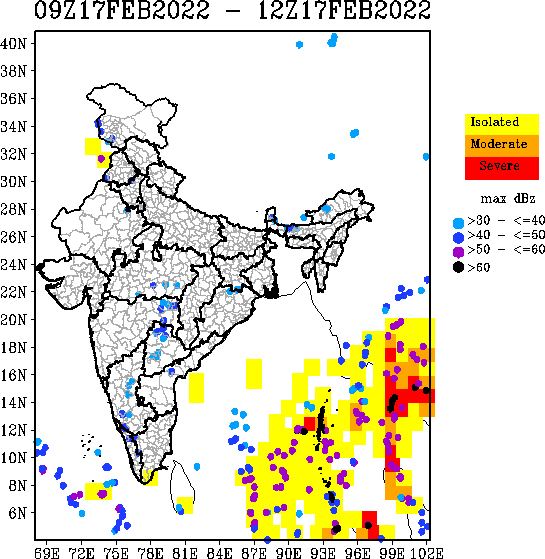 09Z17FEB2022 – 12Z17FEB2022
40N
38N
36N
34N
32N
30N
28N
26N
24N
22N
20N
18N
16N
14N
12N
10N
8N
6N
69E 72E 75E 78E 81E 84E 87E 90E 93E 96E 99E 102E
Isolated
Moderate
Severe
max dBz
>30 - <=40
>40 - <=50
>50 - <=60
>60